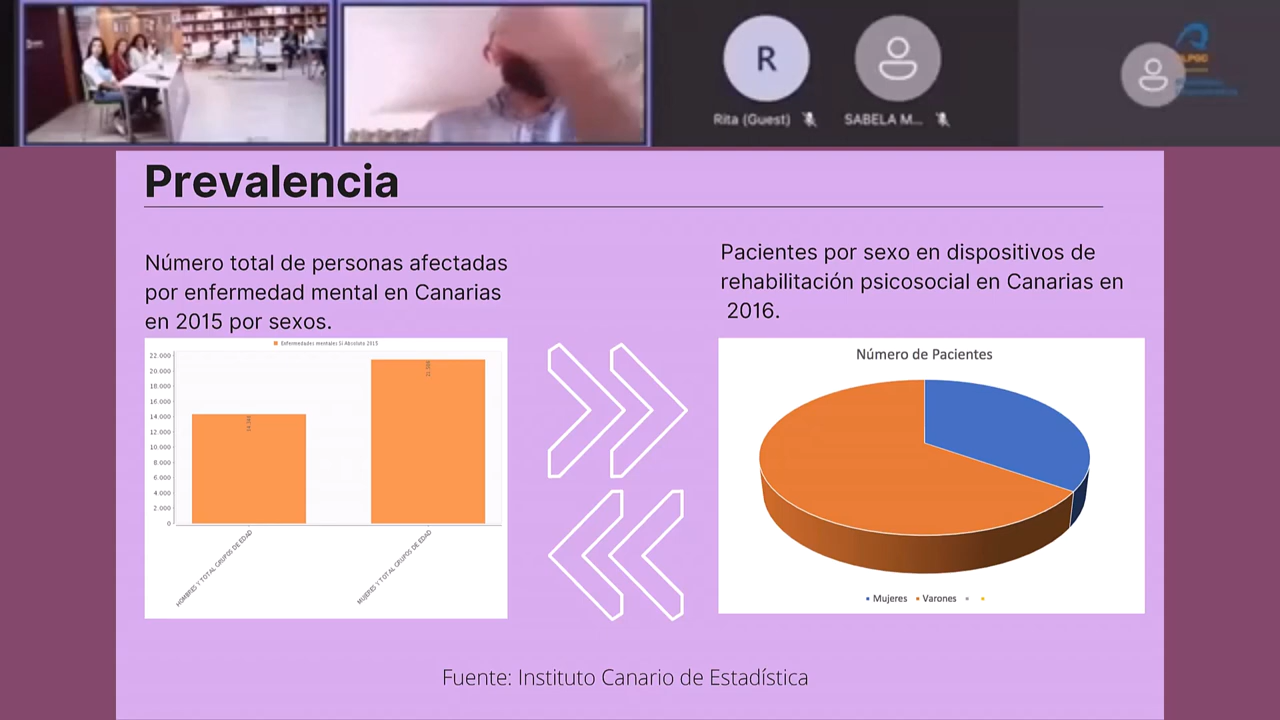 R
Rita (Guest)
SABELA M...
Prevalencia
Número total de personas afectadas
por enfermedad mental en Canarias
en 2015 por sexos.
Pacientes por sexo en dispositivos de
rehabilitación psicosocial en Canarias en
2016.
Enfermedades mentales Sí Absoluto 2015
22.000
20.000
18.000
16.000
14.000
12.000
10.000
8.000
6.000
4.000
2.000
0
HOMBRES Y TOTAL GRUPOS DE EDAD
MUJERES Y TOTAL GRUPOS DE EDAD
Número de Pacientes
Mujeres Varones
Fuente: Instituto Canario de Estadística